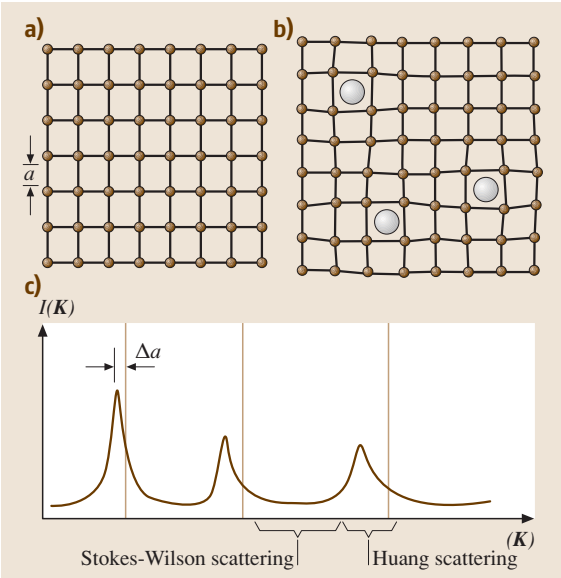 a)
b)
a
c)
I(K)
Δa
(K)
Stokes-Wilson scattering
Huang scattering